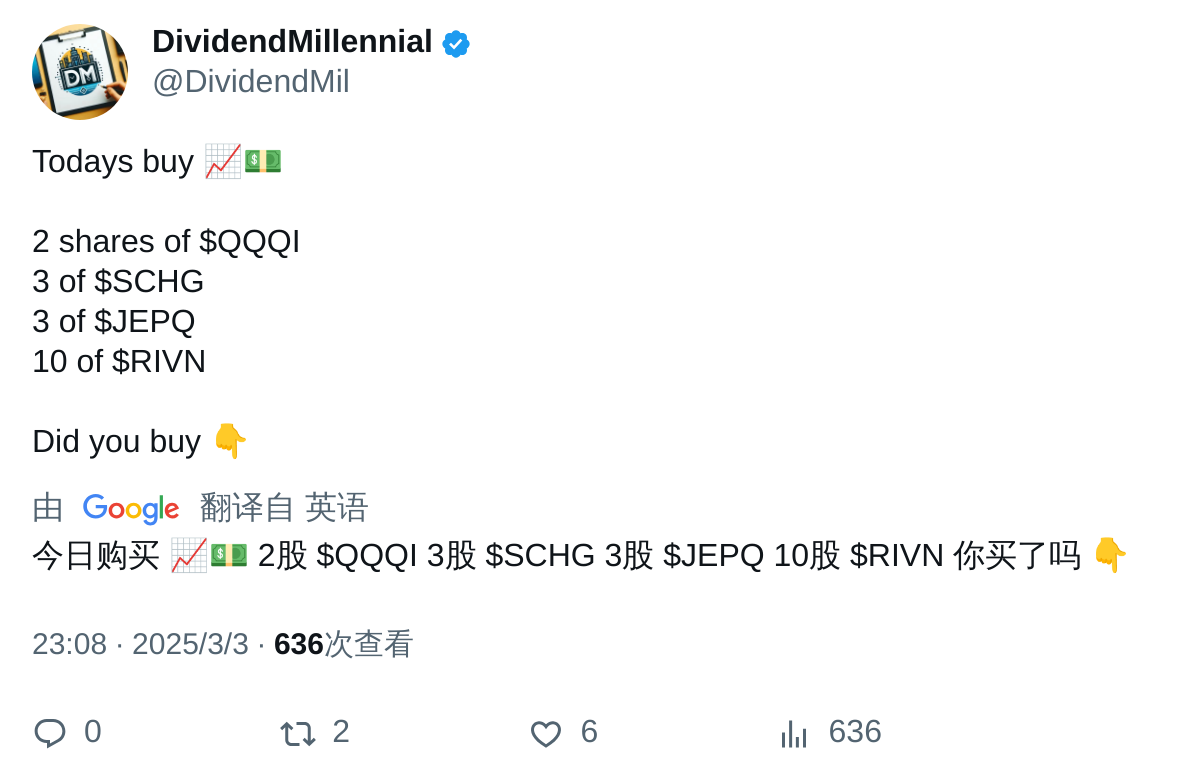 DM
DividendMillennial
@DividendMil
Todays buy 📈💵
2 shares of $QQQI
3 of $SCHG
3 of $JEPQ
10 of $RIVN
Did you buy 👇
由 Google 翻译自 英语
今日购买 📈💵 2股 $QQQI 3股 $SCHG 3股 $JEPQ 10股 $RIVN 你买了吗 👇
23:08 · 2025/3/3 · 636次查看
0 2 6 636